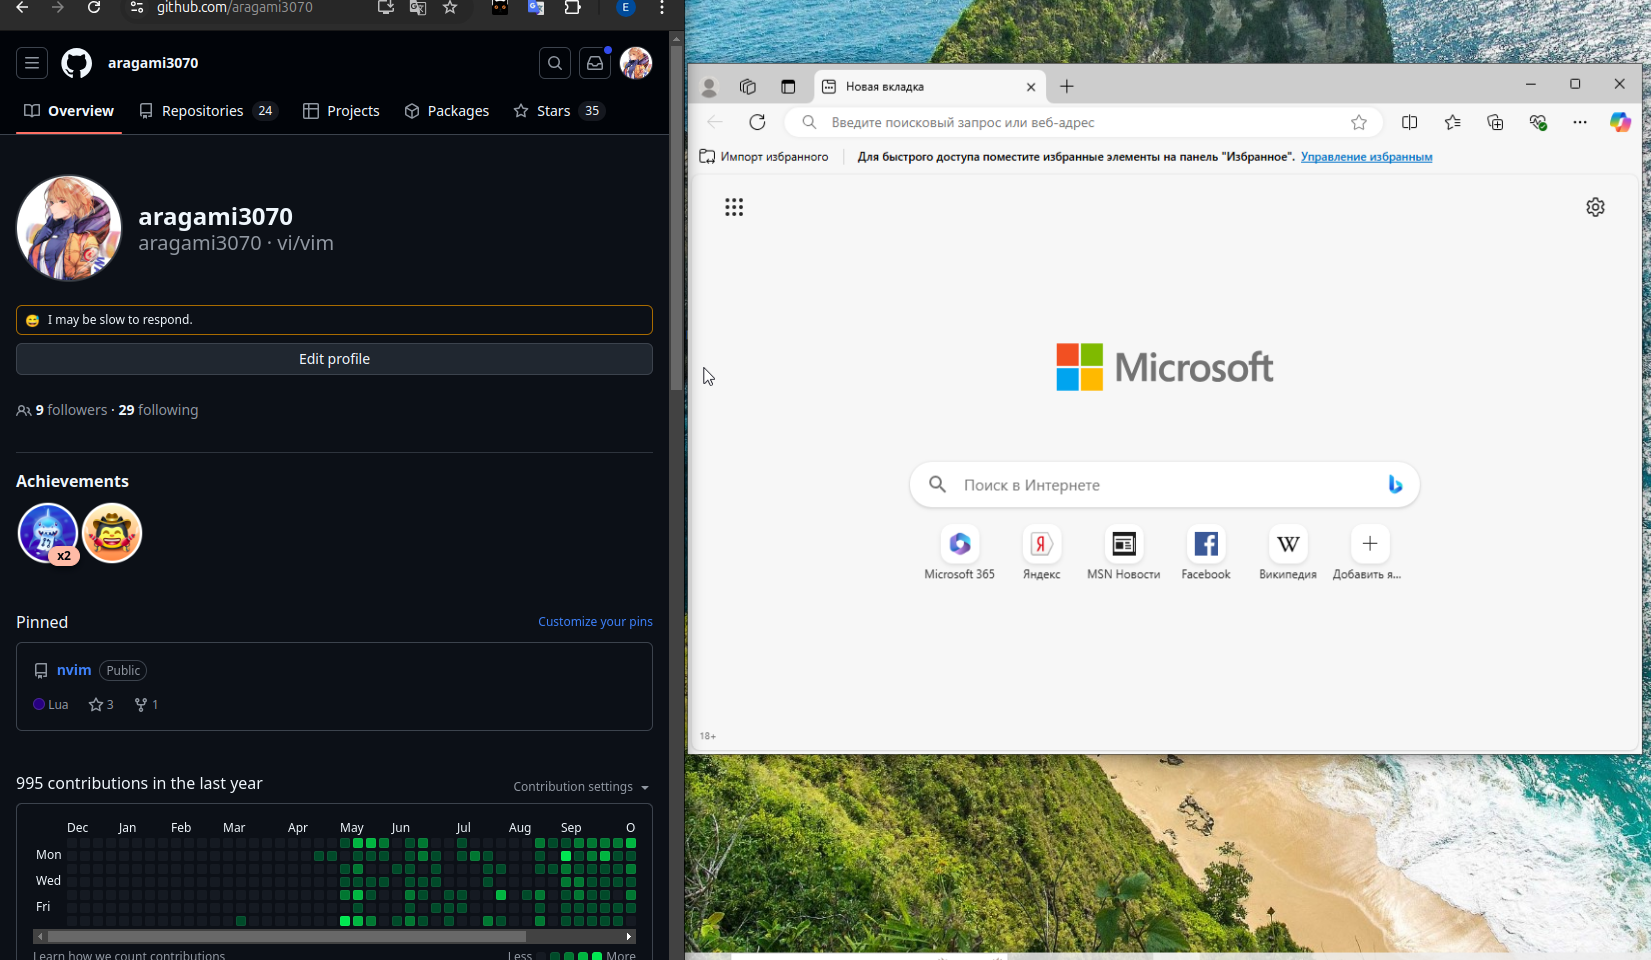 github.com/aragami3070
E
aragami3070
Overview
Repositories 24
Projects
Packages
Stars 35
aragami3070
aragami3070 · vi/vim
I may be slow to respond.
Edit profile
9 followers · 29 following
Achievements
x2
Pinned
Customize your pins
nvim Public
Lua 3 1
995 contributions in the last year
Contribution settings
Dec Jan Feb Mar Apr May Jun Jul Aug Sep O
Mon
Wed
Fri
Learn how we count contributions
Less More
Новая вкладка
Введите поисковый запрос или веб-адрес
Импорт избранного
Для быстрого доступа поместите избранные элементы на панель "Избранное". Управление избранным
Microsoft
Поиск в Интернете
Я W
Microsoft 365 Яндекс MSN Новости Facebook Википедия Добавить я...
18+